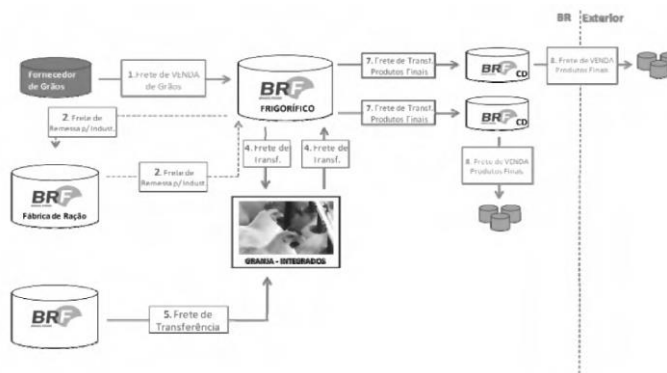 BR
Exterior
Fornecedor
de Grãos
1. Frete de VENDA
de Grãos
BRF
FRIGORÍFICO
7. Frete de Transf.
Produtos Finais
BRF
CD
8. Frete de VENDA
Produtos Finais
7. Frete de Transf.
Produtos Finais
BRF
CD
2. Frete de
Remessa p/ Indust.
4. Frete de
Transf.
4. Frete de
Transf.
8. Frete de VENDA
Produtos Finais
BRF
Fábrica de Ração
2. Frete de
Remessa p/ Indust.
GRANJA - INTEGRADOS
BRF
5. Frete de
Transferência